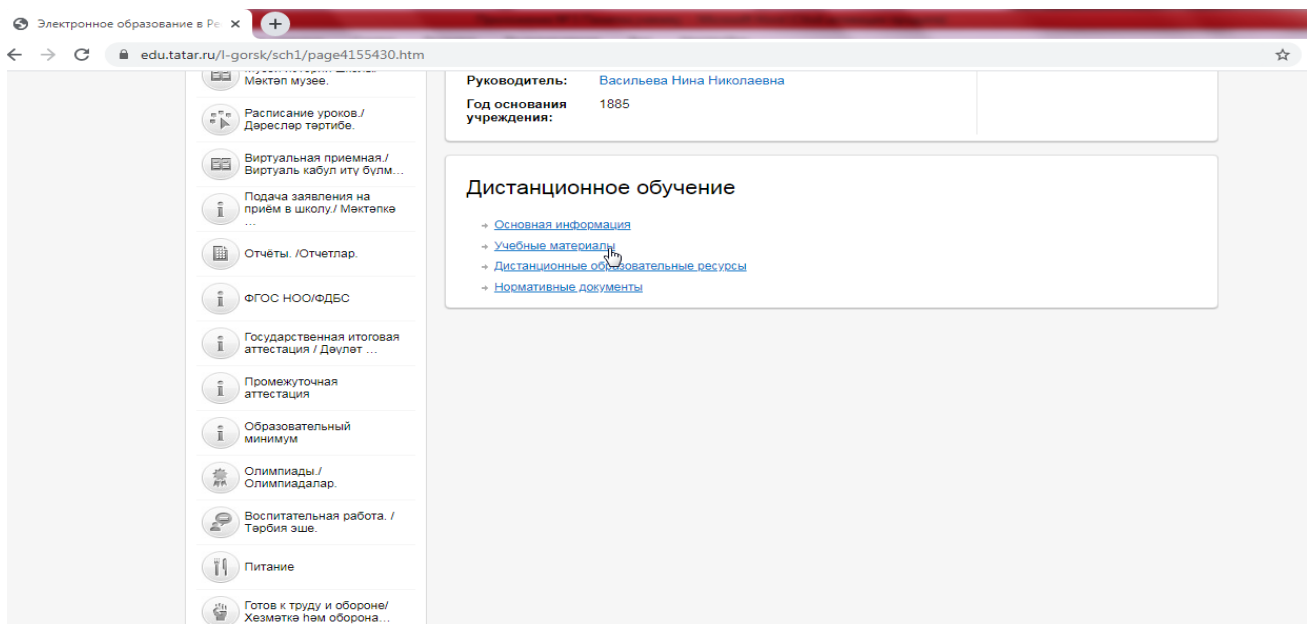 Электронное образование в Ре
edu.tatar.ru/l-gorsk/sch1/page4155430.htm
Мәктәп музее.
Расписание уроков./
Дәресләр тәртибе.
Виртуальная приемная./
Виртуаль кабул итү бүлм...
Подача заявления на
приём в школу./ Мәктәпкә
...
Отчёты. /Отчетлар.
ФГОС НОО/ФДБС
Государственная итоговая
аттестация / Дәүләт ...
Промежуточная
аттестация
Образовательный
минимум
Олимпиады./
Олимпиадалар.
Воспитательная работа. /
Тәрбия эше.
Питание
Готов к труду и обороне/
Хезмәткә һәм оборона...
Руководитель: Васильева Нина Николаевна
Год основания 1885
учреждения:
Дистанционное обучение
Основная информация
Учебные материалы
Дистанционные образовательные ресурсы
Нормативные документы